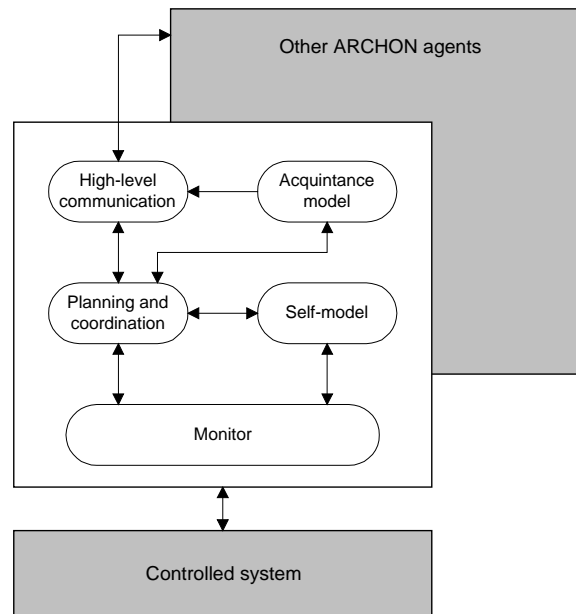 Other ARCHON agents
High-level
communication
Acquintance
model
Planning and
coordination
Self-model
Monitor
Controlled system